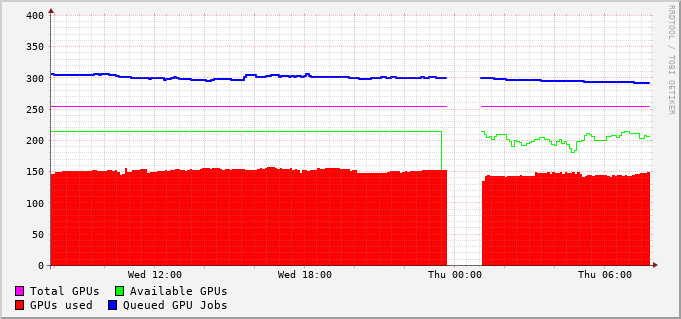 RRDTOOL / TOBI OETIKER
400
350
300
250
200
150
100
50
0
Wed 12:00 Wed 18:00 Thu 00:00 Thu 06:00
Total GPUs Available GPUs
GPUs used Queued GPU Jobs